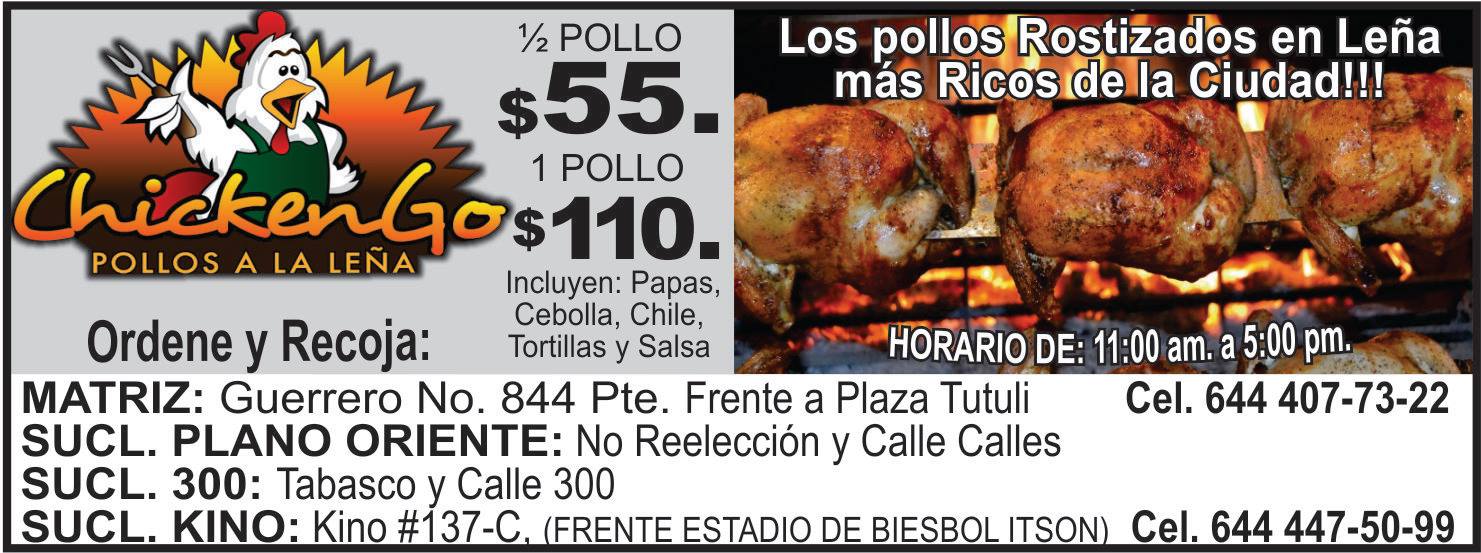 ChickenGo
POLLOS A LA LEÑA
Ordene y Recoja:
½ POLLO
$55.
1 POLLO
$110.
Incluyen: Papas,
Cebolla, Chile,
Tortillas y Salsa
Los pollos Rostizados en Leña
más Ricos de la Ciudad!!!
HORARIO DE: 11:00 am. a 5:00 pm.
MATRIZ: Guerrero No. 844 Pte. Frente a Plaza Tutuli Cel. 644 407-73-22
SUCL. PLANO ORIENTE: No Reelección y Calle Calles
SUCL. 300: Tabasco y Calle 300
SUCL. KINO: Kino #137-C, (FRENTE ESTADIO DE BIESBOL ITSON) Cel. 644 447-50-99